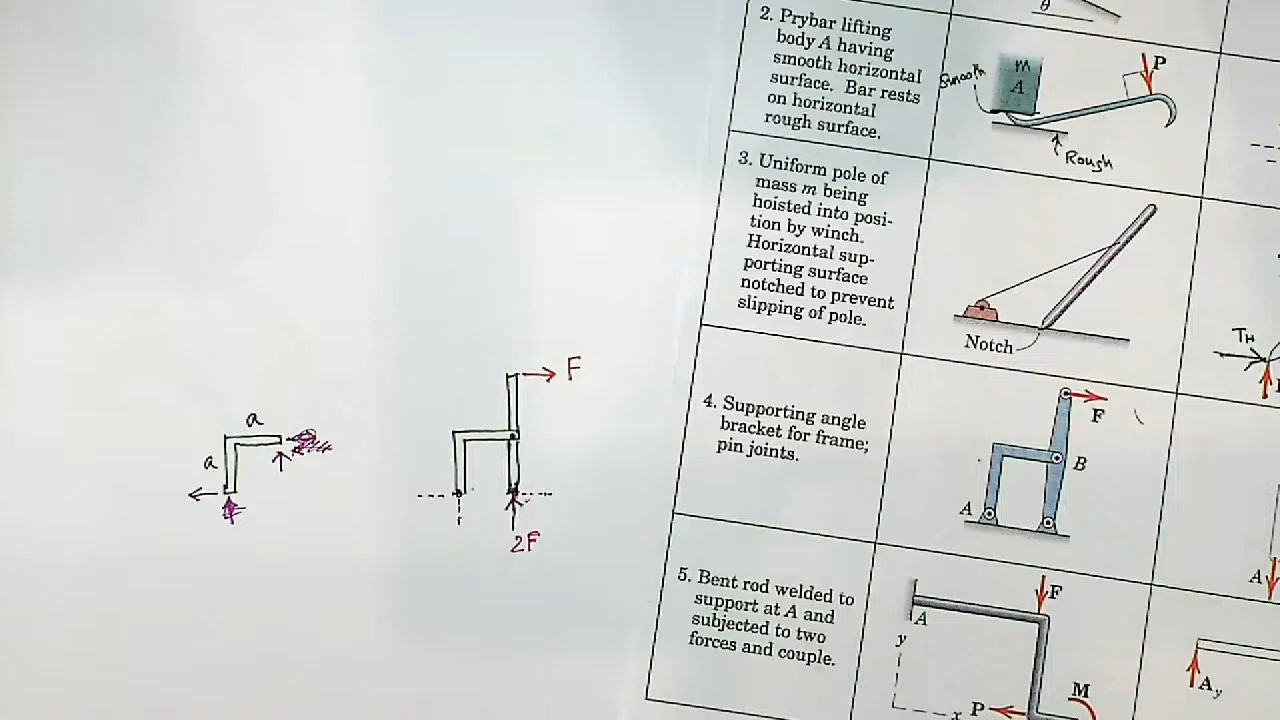 θ
2. Prybar lifting
body A having
smooth horizontal
surface. Bar rests
on horizontal
rough surface.
Smooth
m
A
P
Rough
3. Uniform pole of
mass m being
hoisted into posi-
tion by winch.
Horizontal sup-
porting surface
notched to prevent
slipping of pole.
Notch
TH
4. Supporting angle
bracket for frame;
pin joints.
F
B
A
A
5. Bent rod welded to
support at A and
subjected to two
forces and couple.
F
A
y
x
P
M
Ay
a
a
F
2F